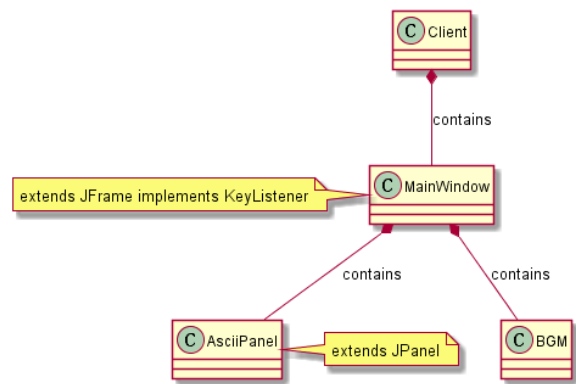 C Client
contains
C MainWindow
extends JFrame implements KeyListener
contains
contains
C AsciiPanel
extends JPanel
C BGM